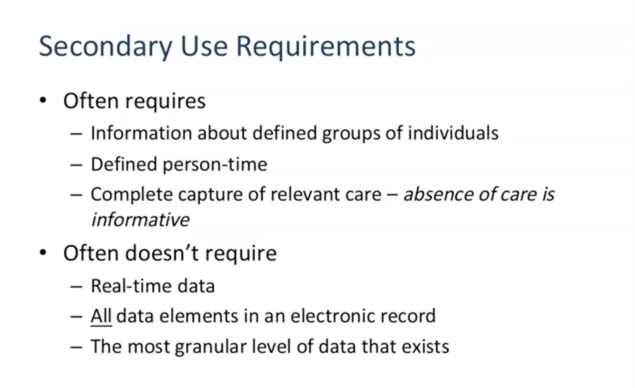 Secondary Use Requirements
• Often requires
– Information about defined groups of individuals
– Defined person-time
– Complete capture of relevant care – absence of care is
informative
• Often doesn't require
– Real-time data
– All data elements in an electronic record
– The most granular level of data that exists